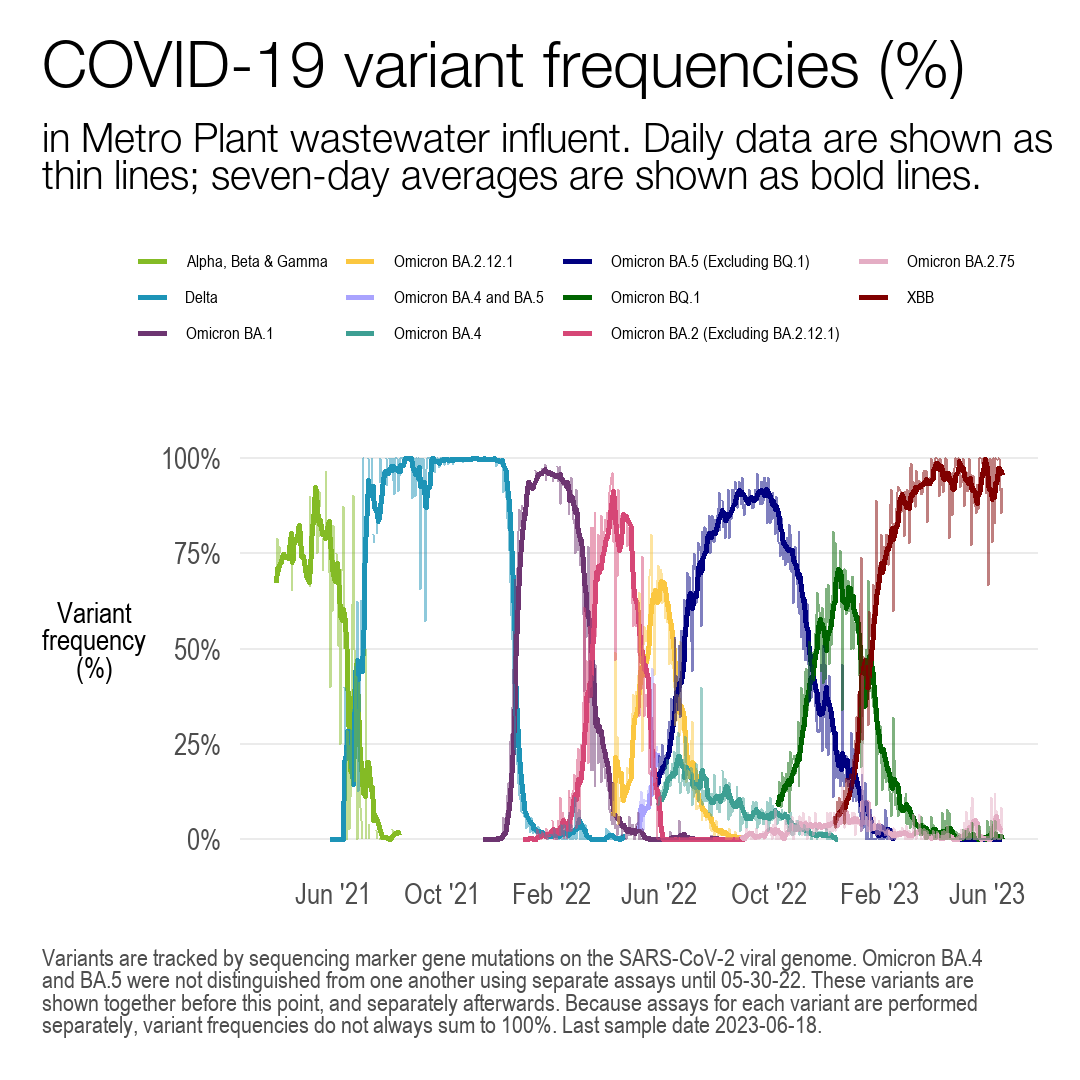 COVID-19 variant frequencies (%)
in Metro Plant wastewater influent. Daily data are shown as
thin lines; seven-day averages are shown as bold lines.
Alpha, Beta & Gamma
Omicron BA.2.12.1
Omicron BA.5 (Excluding BQ.1)
Omicron BA.2.75
Delta
Omicron BA.4 and BA.5
Omicron BQ.1
XBB
Omicron BA.1
Omicron BA.4
Omicron BA.2 (Excluding BA.2.12.1)
100%
75%
Variant
frequency
(%)
50%
25%
0%
Jun '21
Oct '21
Feb '22
Jun '22
Oct '22
Feb '23
Jun '23
Variants are tracked by sequencing marker gene mutations on the SARS-CoV-2 viral genome. Omicron BA.4
and BA.5 were not distinguished from one another using separate assays until 05-30-22. These variants are
shown together before this point, and separately afterwards. Because assays for each variant are performed
separately, variant frequencies do not always sum to 100%. Last sample date 2023-06-18.